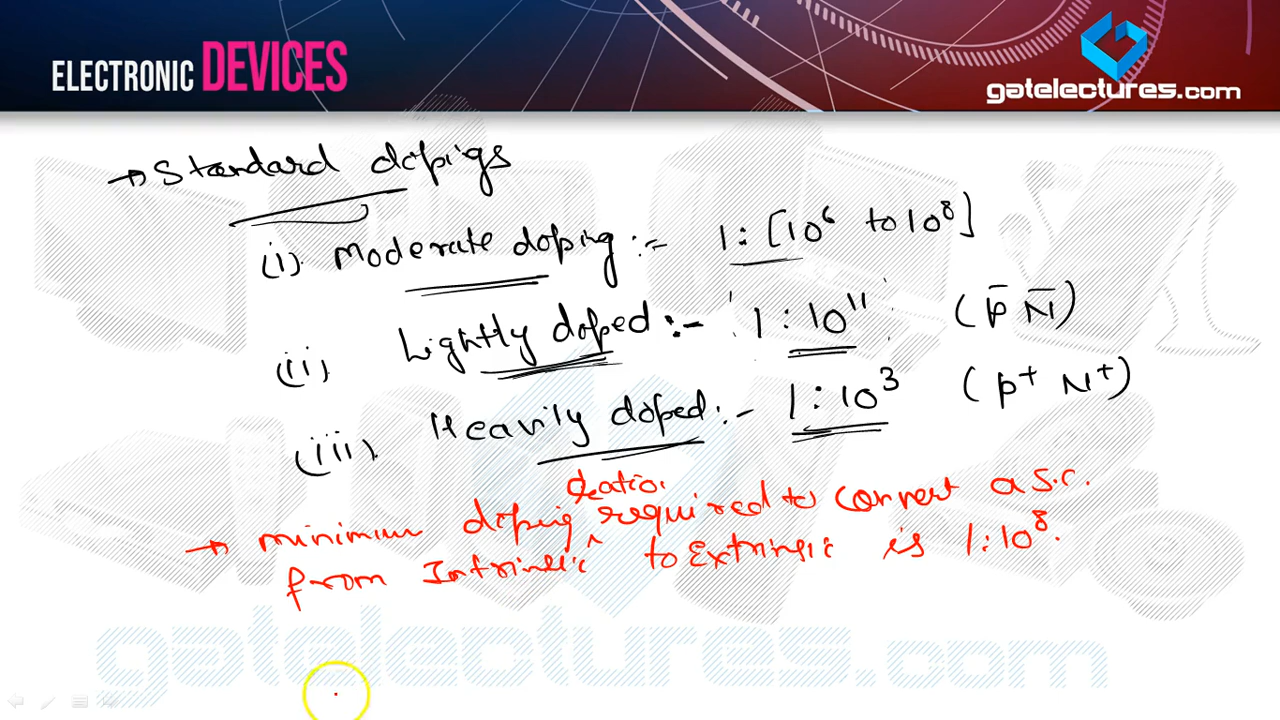 ELECTRONIC DEVICES
gatelectures.com
→ Standard dopigs
(i). Moderate doping :- 1 : [10⁶ to 10⁸]
(ii) Lightly doped :- 1 : 10¹¹ (p⁻ N⁻)
(iii). Heavily doped :- 1 : 10³ (p⁺ N⁺)
ratio.
→ minimum doping ^ required to convert a s.c.
from Intrinsic to Extrinsic is 1:10⁸.
gatelectures.com